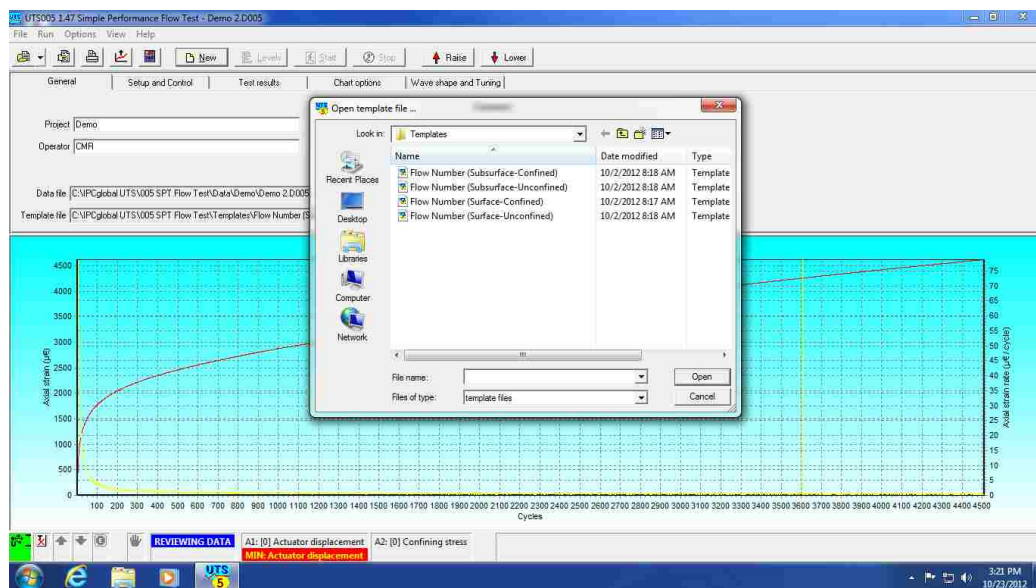 UTS005 1.47 Simple Performance Flow Test - Demo 2.D005
File Run Options View Help
New Levels Start Stop Raise Lower
General Setup and Control Test results Chart options Wave shape and Tuning
Project Demo
Operator CMR
Data file C:\IPCglobal UTS\005 SPT Flow Test\Data\Demo\Demo 2.D005
Template file C:\IPCglobal UTS\005 SPT Flow Test\Templates\Flow Number (S
UTS 5 Open template file ...
Look in: Templates
Recent Places
Desktop
Libraries
Computer
Network
Name Date modified Type
Flow Number (Subsurface-Confined) 10/2/2012 8:18 AM Template
Flow Number (Subsurface-Unconfined) 10/2/2012 8:18 AM Template
Flow Number (Surface-Confined) 10/2/2012 8:17 AM Template
Flow Number (Surface-Unconfined) 10/2/2012 8:18 AM Template
File name: Open
Files of type: template files Cancel
Axial strain (µε)
4500
4000
3500
3000
2500
2000
1500
1000
500
0
75
70
65
60
55
50
45
40
35
30
25
20
15
10
5
0
Axial strain rate (µε / cycle)
100 200 300 400 500 600 700 800 900 1000 1100 1200 1300 1400 1500 1600 1700 1800 1900 2000 2100 2200 2300 2400 2500 2600 2700 2800 2900 3000 3100 3200 3300 3400 3500 3600 3700 3800 3900 4000 4100 4200 4300 4400 4500
Cycles
REVIEWING DATA A1: [0] Actuator displacement A2: [0] Confining stress
MIN: Actuator displacement
UTS 5
3:21 PM
10/23/2012